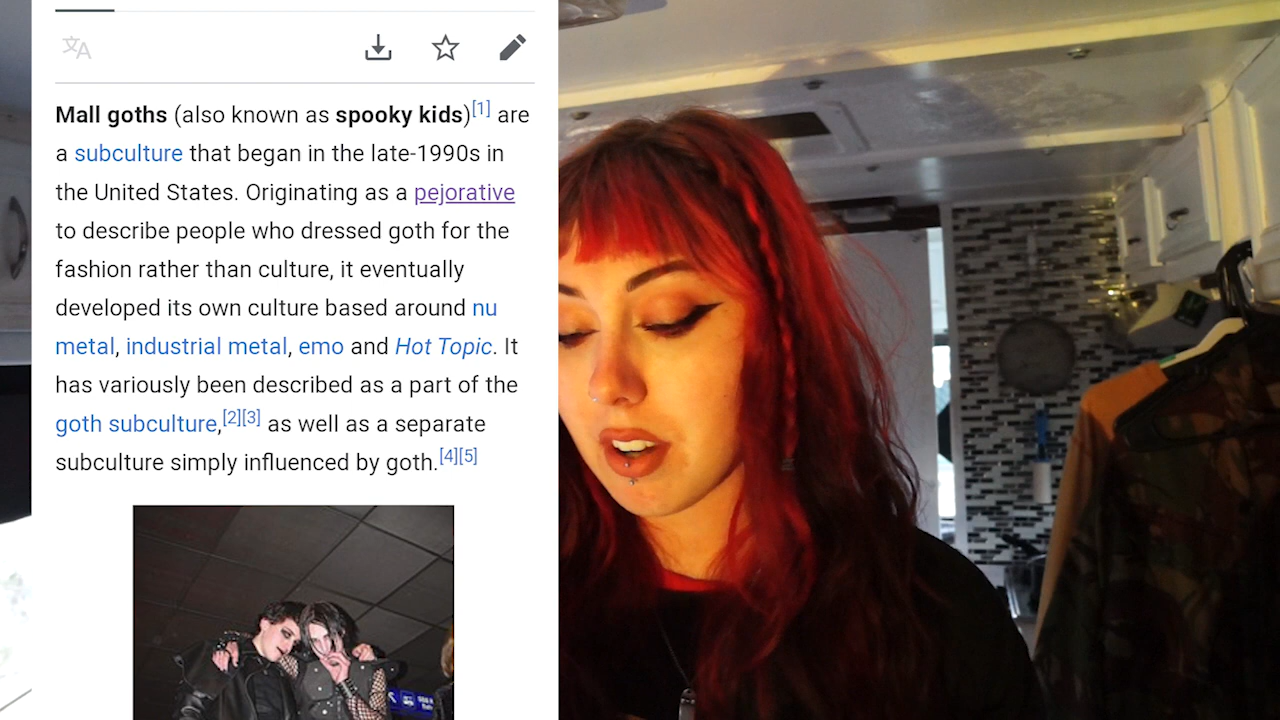 Mall goths (also known as spooky kids)[1] are
a subculture that began in the late-1990s in
the United States. Originating as a pejorative
to describe people who dressed goth for the
fashion rather than culture, it eventually
developed its own culture based around nu
metal, industrial metal, emo and Hot Topic. It
has variously been described as a part of the
goth subculture,[2][3] as well as a separate
subculture simply influenced by goth.[4][5]